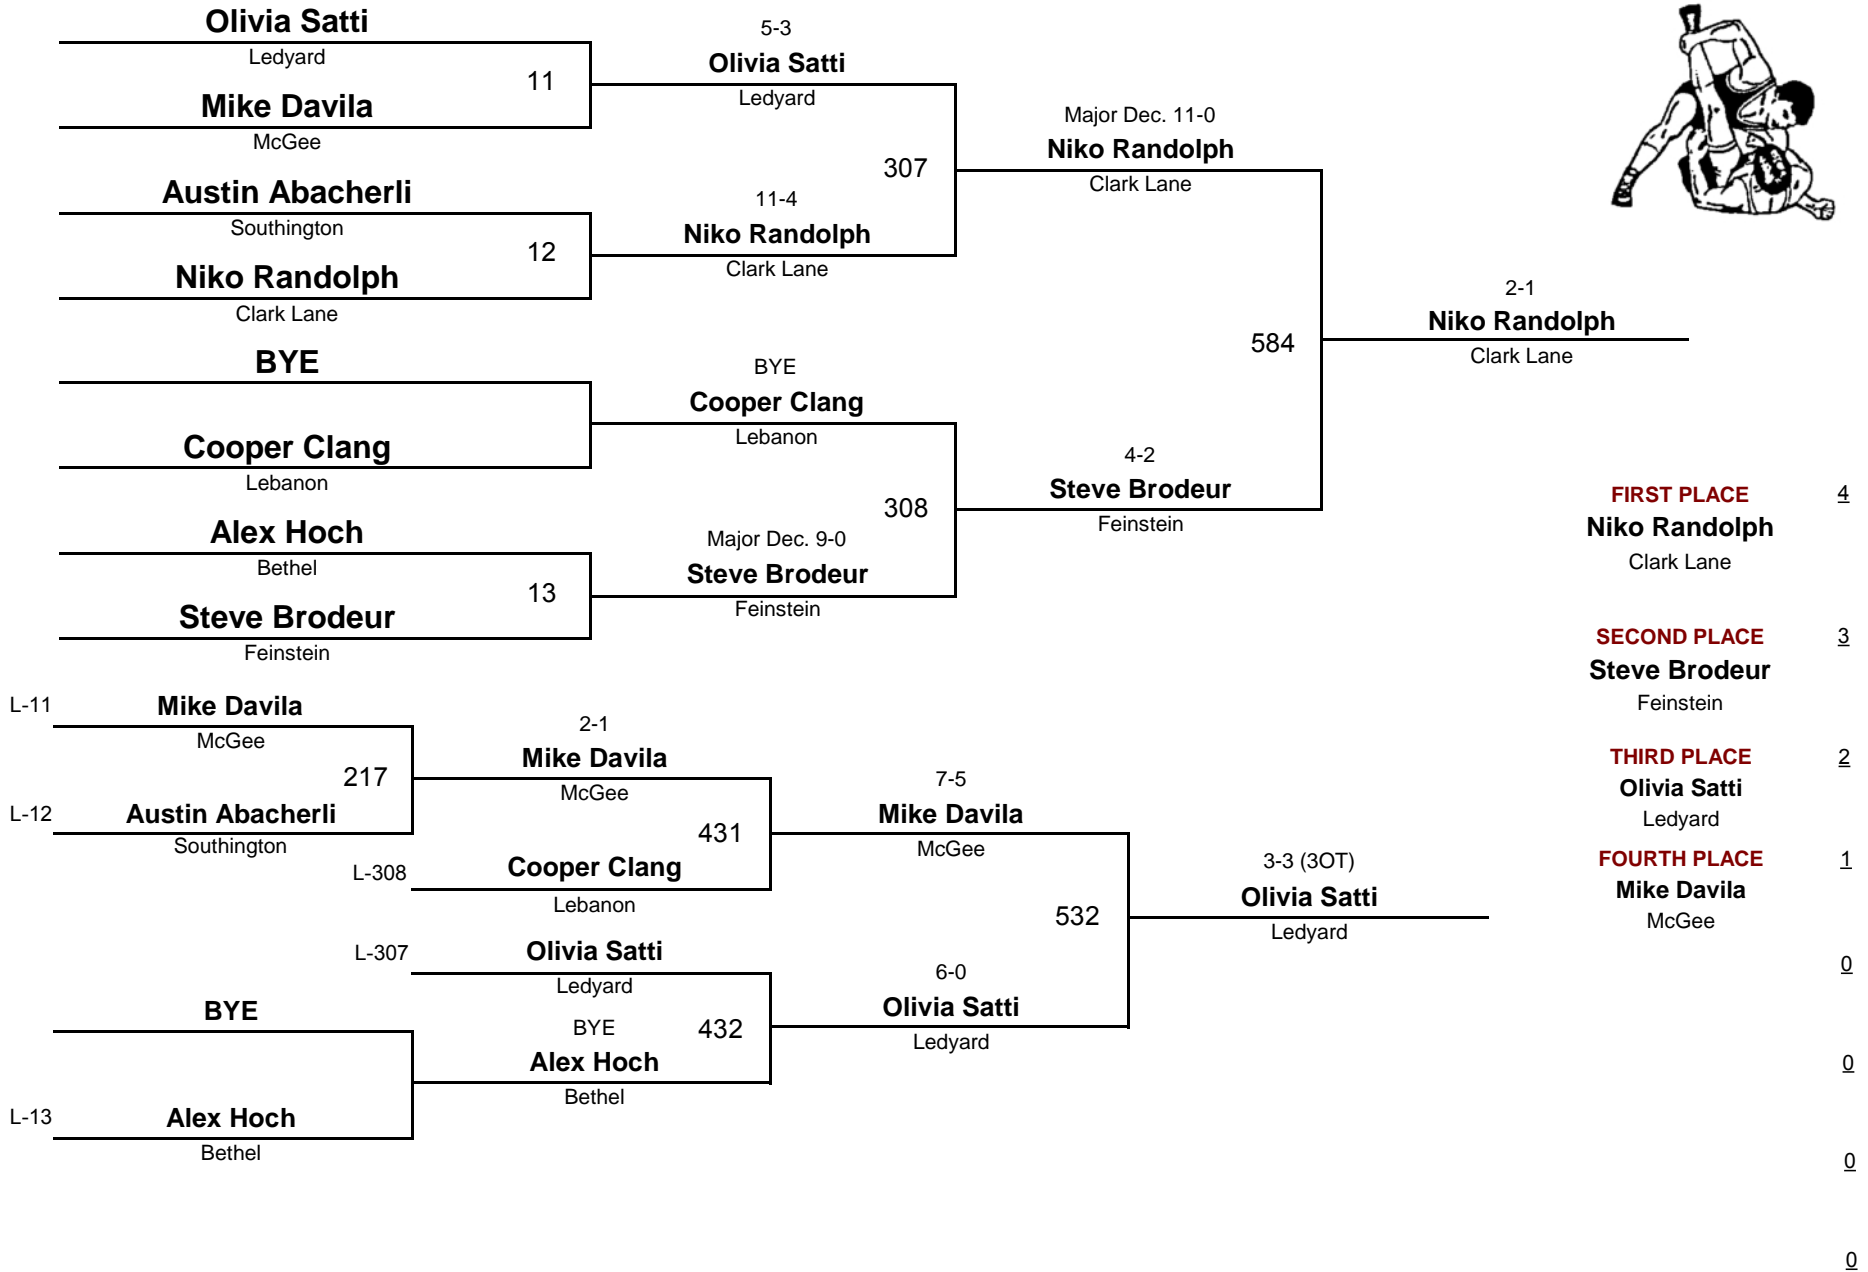 Olivia Satti
Ledyard
11
Mike Davila
McGee
Austin Abacherli
Southington
12
Niko Randolph
Clark Lane
BYE
Cooper Clang
Lebanon
Alex Hoch
Bethel
13
Steve Brodeur
Feinstein
5-3
Olivia Satti
Ledyard
307
11-4
Niko Randolph
Clark Lane
BYE
Cooper Clang
Lebanon
308
Major Dec. 9-0
Steve Brodeur
Feinstein
Major Dec. 11-0
Niko Randolph
Clark Lane
584
4-2
Steve Brodeur
Feinstein
2-1
Niko Randolph
Clark Lane
L-11
Mike Davila
McGee
217
L-12
Austin Abacherli
Southington
BYE
L-13
Alex Hoch
Bethel
2-1
Mike Davila
McGee
431
L-308
Cooper Clang
Lebanon
L-307
Olivia Satti
Ledyard
432
BYE
Alex Hoch
Bethel
7-5
Mike Davila
McGee
532
6-0
Olivia Satti
Ledyard
3-3 (3OT)
Olivia Satti
Ledyard
FIRST PLACE 4
Niko Randolph
Clark Lane
SECOND PLACE 3
Steve Brodeur
Feinstein
THIRD PLACE 2
Olivia Satti
Ledyard
FOURTH PLACE 1
Mike Davila
McGee
0
0
0
0